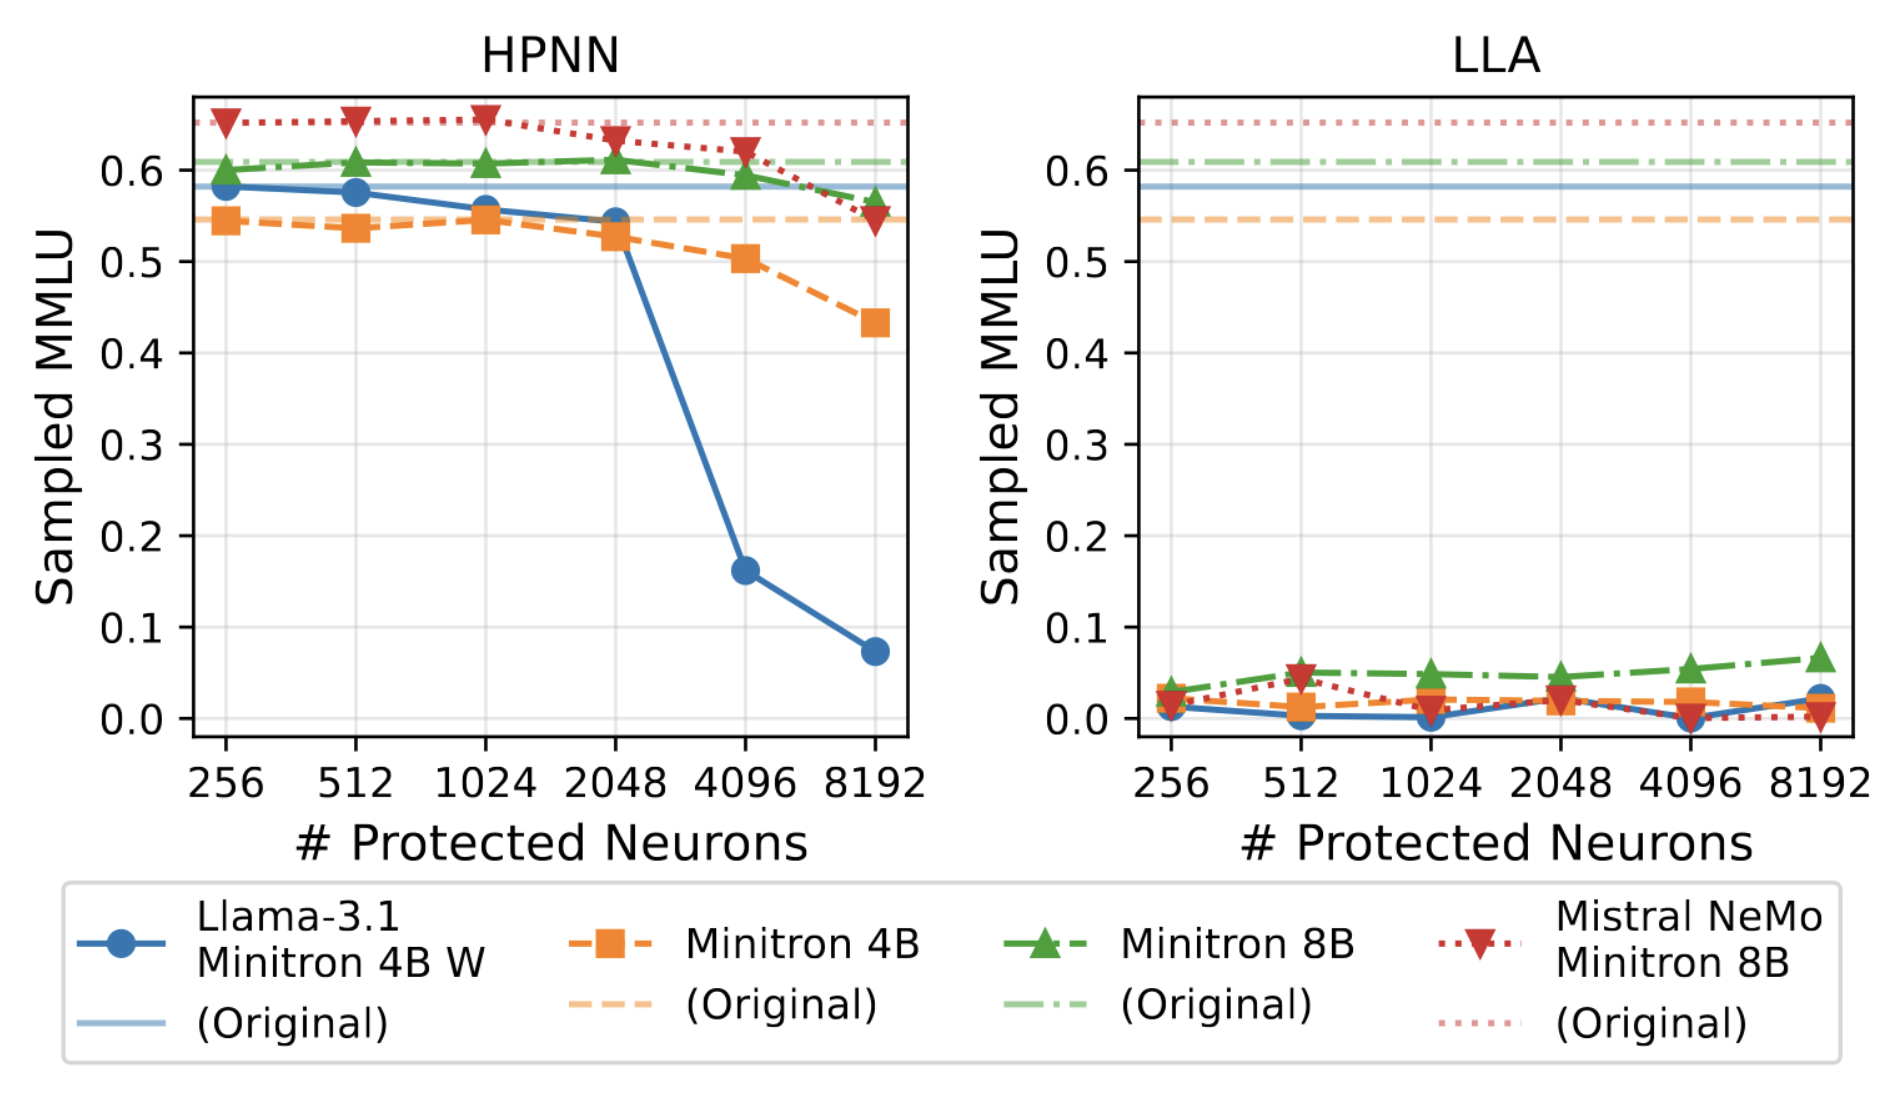 HPNN
Sampled MMLU
0.6
0.5
0.4
0.3
0.2
0.1
0.0
256 512 1024 2048 4096 8192
# Protected Neurons
LLA
Sampled MMLU
0.6
0.5
0.4
0.3
0.2
0.1
0.0
256 512 1024 2048 4096 8192
# Protected Neurons
Llama-3.1
Minitron 4B W
(Original)
Minitron 4B
(Original)
Minitron 8B
(Original)
Mistral NeMo
Minitron 8B
(Original)